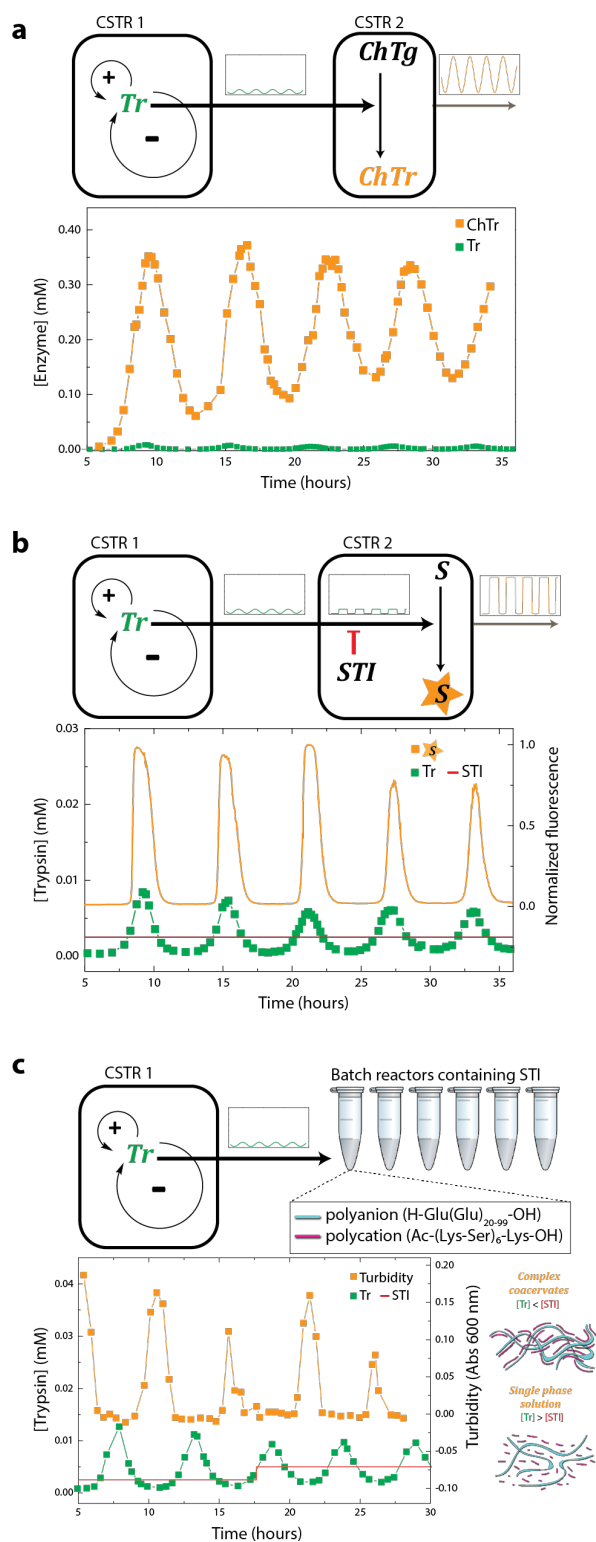 a
CSTR 1
CSTR 2
+
Tr
-
ChTg
ChTr
ChTr
Tr
[Enzyme] (mM)
0.40
0.30
0.20
0.10
0.00
5 10 15 20 25 30 35
Time (hours)
b
CSTR 1
CSTR 2
+
Tr
-
STI
S
S
S
Tr STI
[Trypsin] (mM)
0.03
0.02
0.01
0.00
1.0
0.5
0.0
Normalized fluorescence
5 10 15 20 25 30 35
Time (hours)
c
CSTR 1
Batch reactors containing STI
+
Tr
-
polyanion (H-Glu(Glu)20-99-OH)
polycation (Ac-(Lys-Ser)6-Lys-OH)
Turbidity
Tr STI
[Trypsin] (mM)
0.04
0.03
0.02
0.01
0.00
0.20
0.15
0.10
0.05
0.00
-0.05
-0.10
Turbidity (Abs 600 nm)
5 10 15 20 25 30
Time (hours)
Complex
coacervates
[Tr] < [STI]
Single phase
solution
[Tr] > [STI]